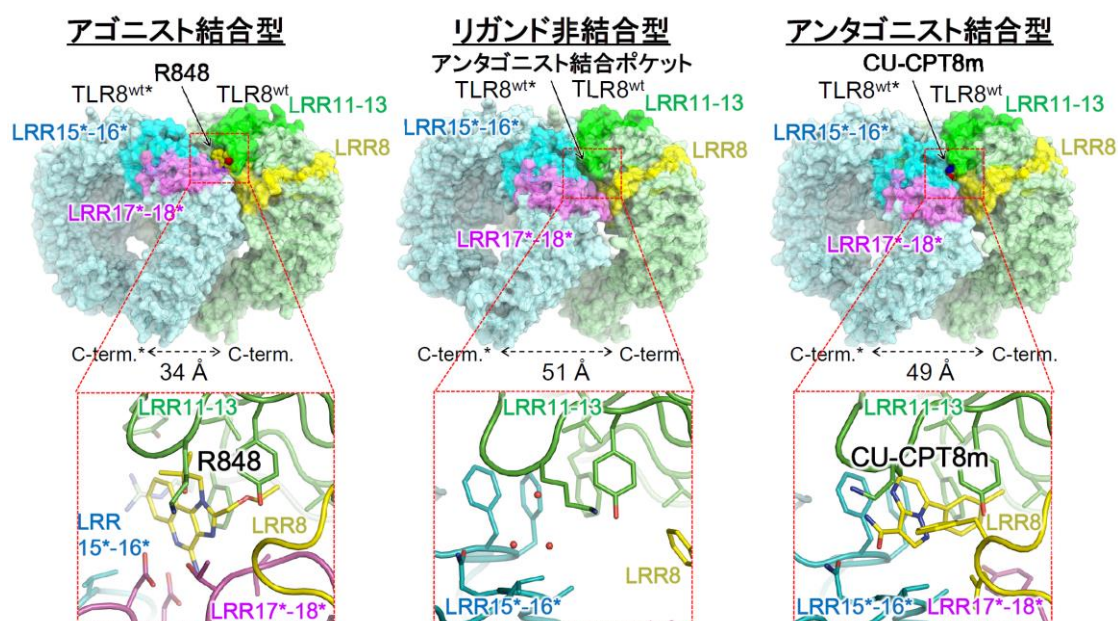 アゴニスト結合型
R848
TLR8wt*
TLR8wt
LRR11-13
LRR15*-16*
LRR8
LRR17*-18*
C-term.*
C-term.
34 Å
LRR11-13
R848
LRR
15*-16*
LRR8
LRR17*-18*
リガンド非結合型
アンタゴニスト結合ポケット
TLR8wt*
TLR8wt
LRR11-13
LRR15*-16*
LRR8
LRR17*-18*
C-term.*
C-term.
51 Å
LRR11-13
LRR8
LRR15*-16*
アンタゴニスト結合型
CU-CPT8m
TLR8wt*
TLR8wt
LRR11-13
LRR15*-16*
LRR8
LRR17*-18*
C-term.*
C-term.
49 Å
LRR11-13
CU-CPT8m
LRR8
LRR15*-16*
LRR17*-18*